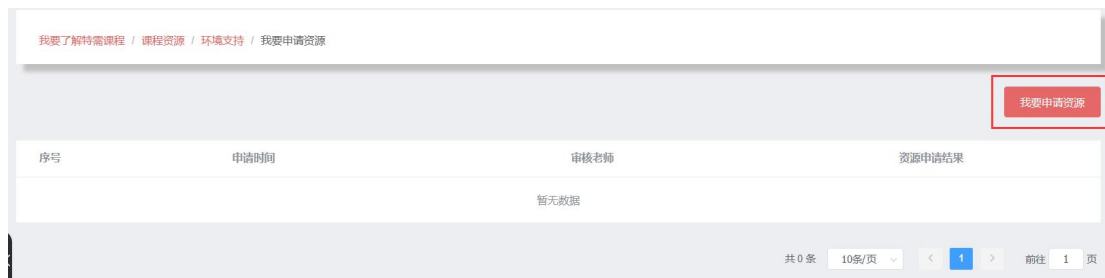 我要了解特需课程 / 课程资源 / 环境支持 / 我要申请资源
我要申请资源
序号 申请时间 审核老师 资源申请结果
暂无数据
共 0 条 10条/页 1 前往 1 页